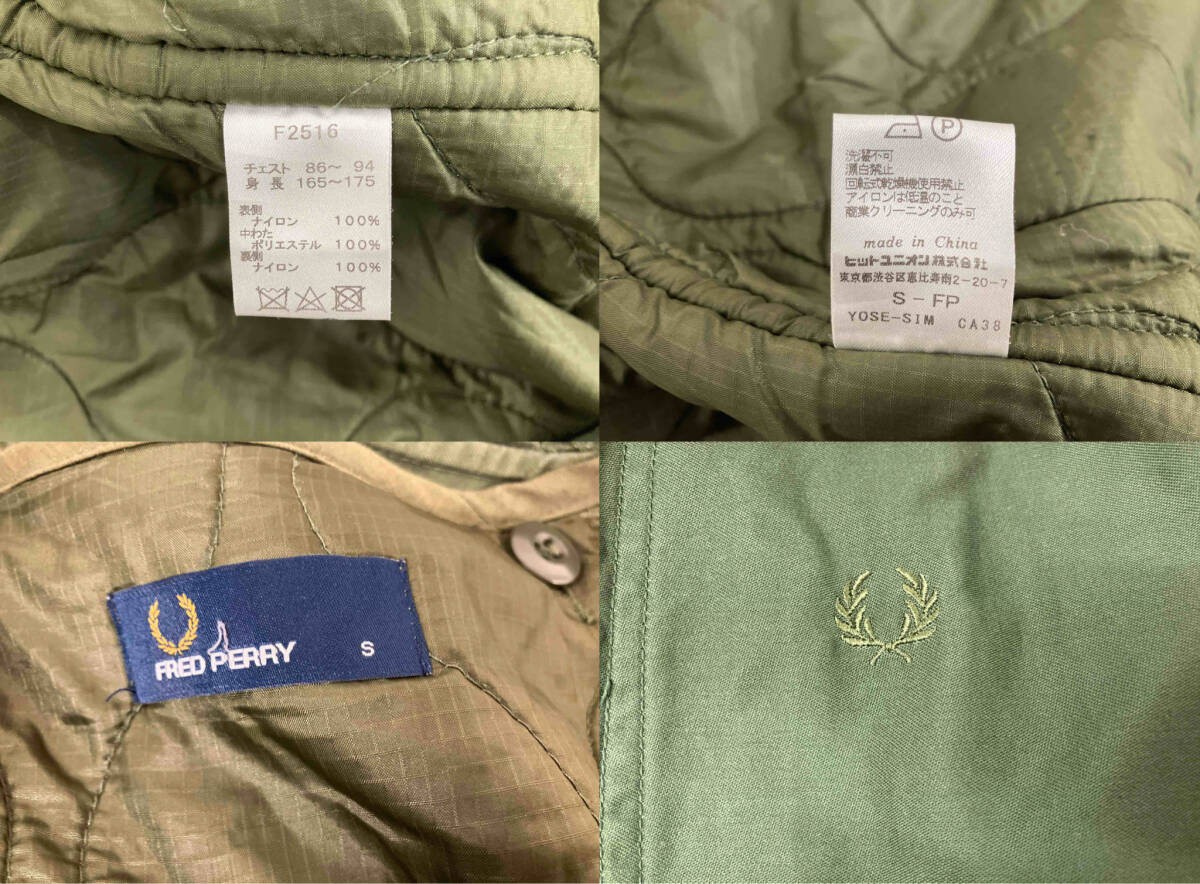 F2516
チェスト 86～ 94
身 長 165～175
表側
ナイロン 100%
中わた
ポリエステル 100%
裏側
ナイロン 100%
P
洗濯不可
漂白禁止
回転式乾燥機使用禁止
アイロンは低温のこと
商業クリーニングのみ可
made in China
ヒットユニオン株式会社
東京都渋谷区恵比寿南2-20-7
S-FP
YOSE-SIM CA38
FRED PERRY S